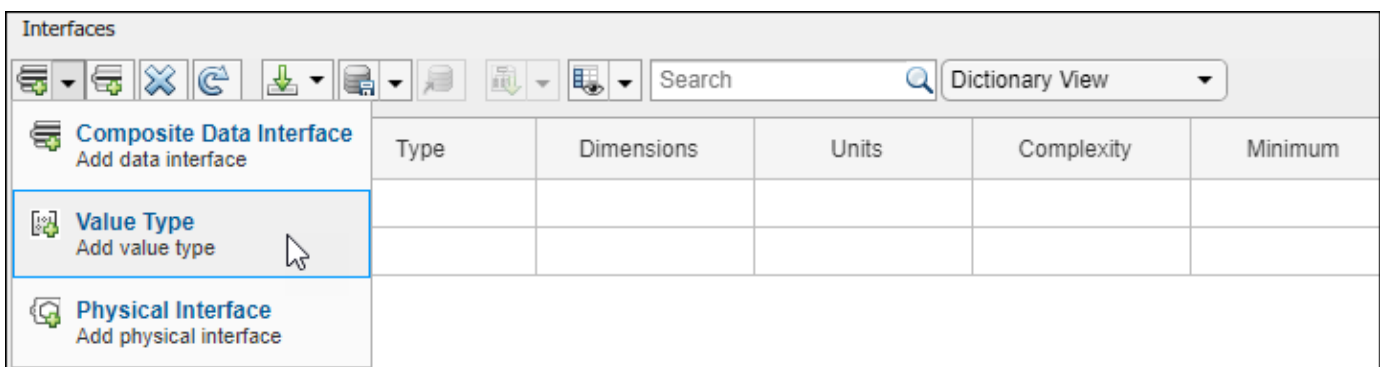 Interfaces
Search
Dictionary View
Composite Data Interface
Add data interface
Type Dimensions Units Complexity Minimum
Value Type
Add value type
Physical Interface
Add physical interface